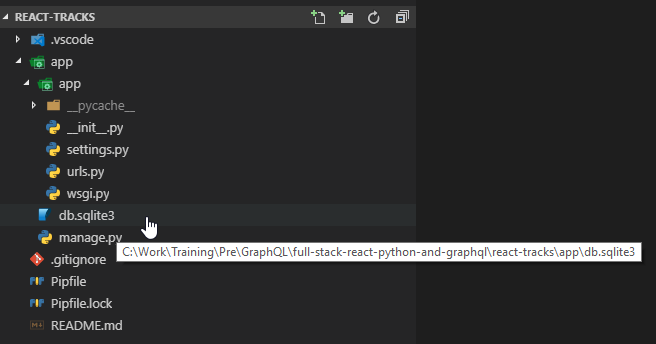 REACT-TRACKS
.vscode
app
app
__pycache__
__init__.py
settings.py
urls.py
wsgi.py
db.sqlite3
manage.py
C:\Work\Training\Pre\GraphQL\full-stack-react-python-and-graphql\react-tracks\app\db.sqlite3
.gitignore
Pipfile
Pipfile.lock
README.md